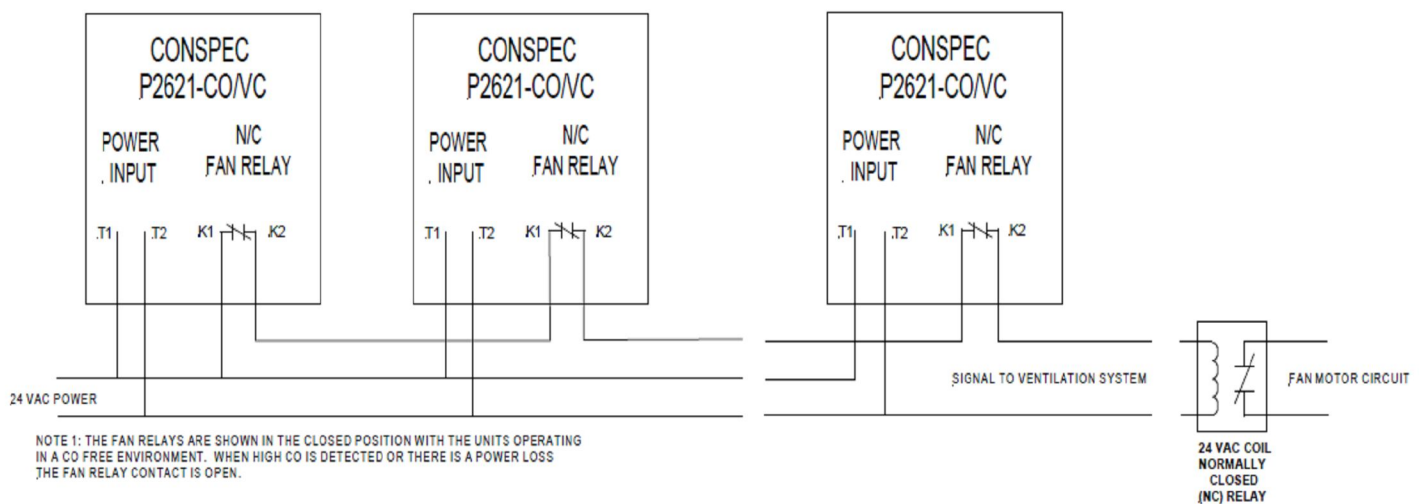 CONSPEC
P2621-CO/VC
POWER
INPUT
N/C
FAN RELAY
T1
T2
K1
K2
CONSPEC
P2621-CO/VC
POWER
INPUT
N/C
FAN RELAY
T1
T2
K1
K2
CONSPEC
P2621-CO/VC
POWER
INPUT
N/C
FAN RELAY
T1
T2
K1
K2
24 VAC POWER
SIGNAL TO VENTILATION SYSTEM
FAN MOTOR CIRCUIT
24 VAC COIL
NORMALLY
CLOSED
(NC) RELAY
NOTE 1: THE FAN RELAYS ARE SHOWN IN THE CLOSED POSITION WITH THE UNITS OPERATING
IN A CO FREE ENVIRONMENT. WHEN HIGH CO IS DETECTED OR THERE IS A POWER LOSS
THE FAN RELAY CONTACT IS OPEN.